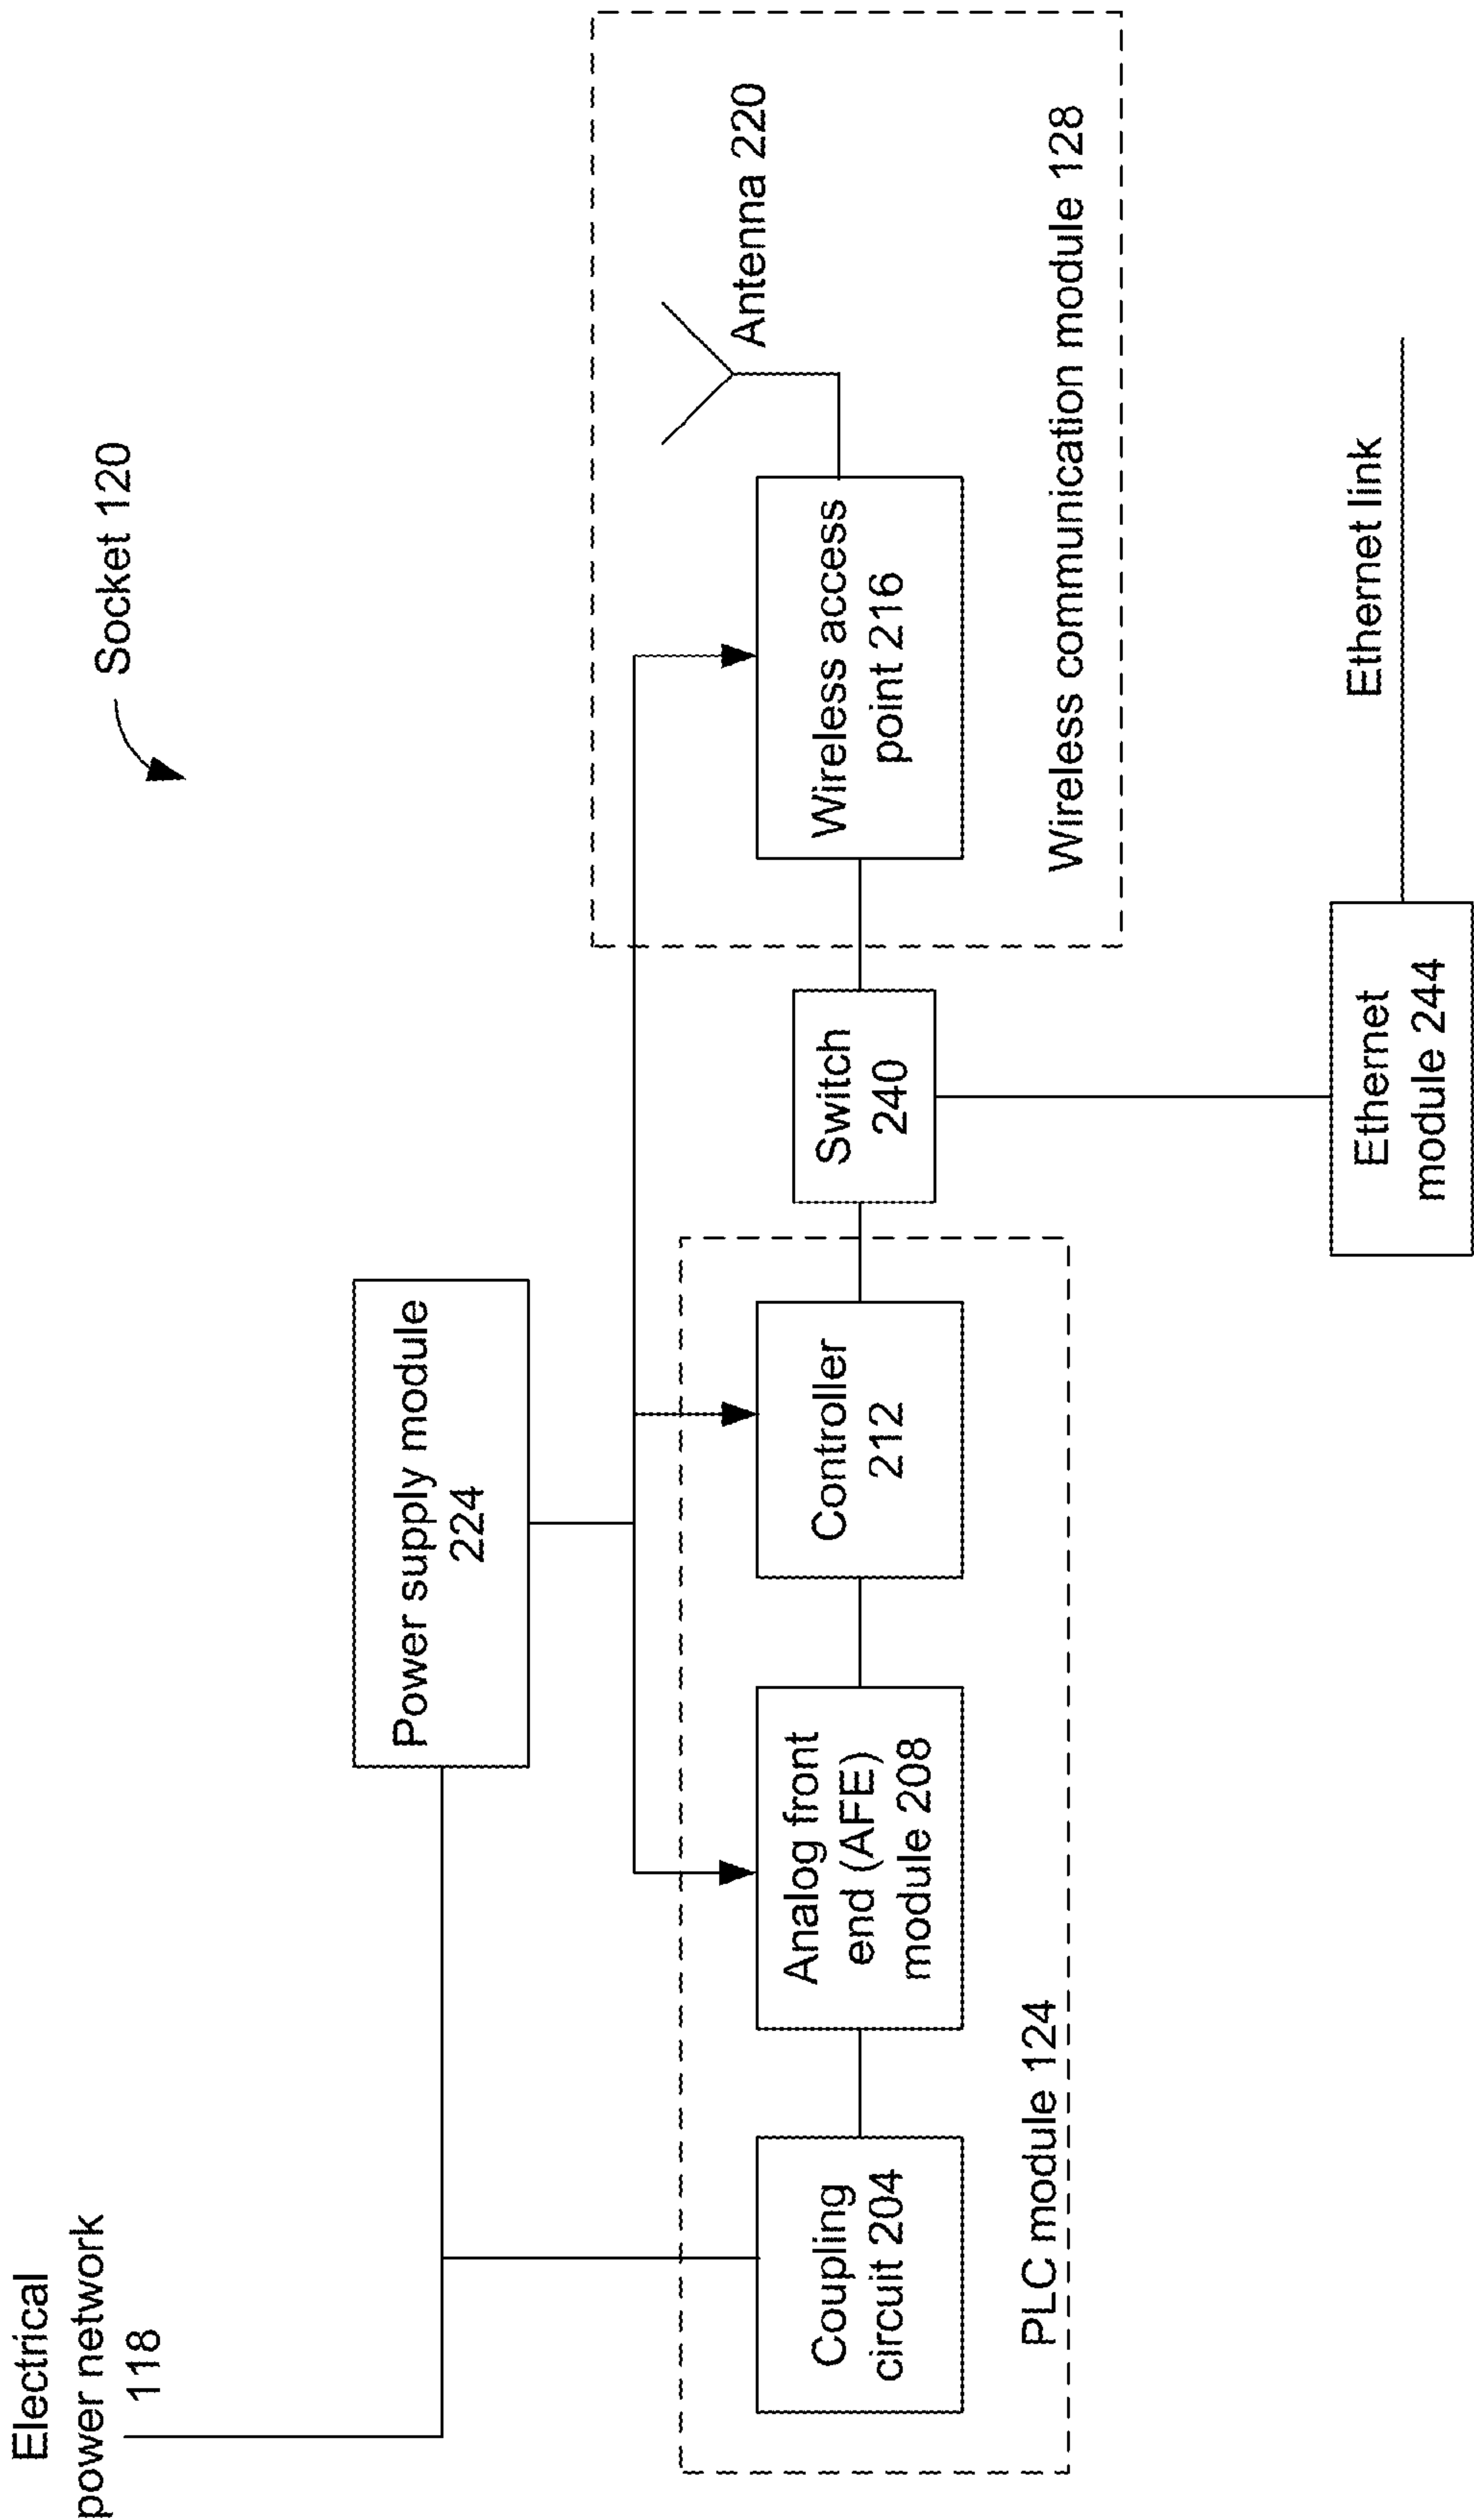 Electrical
power network
118
Socket 120
Power supply module
224
Antenna 220
Coupling
circuit 204
Analog front
end (AFE)
module 208
Controller
212
Switch
240
Wireless access
point 216
PLC module 124
Wireless communication module 128
Ethernet
module 244
Ethernet link